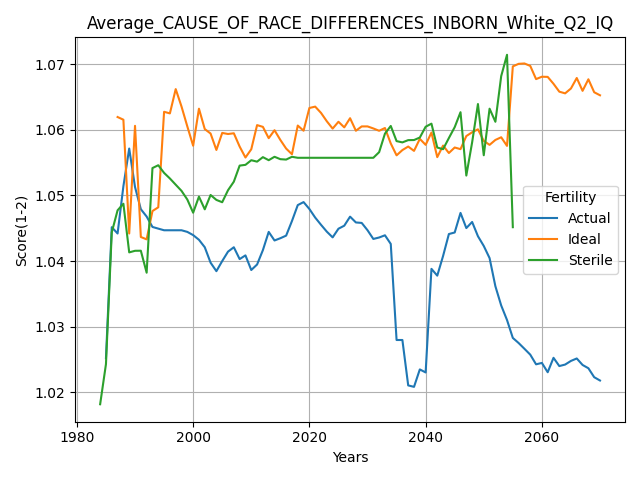 Average_CAUSE_OF_RACE_DIFFERENCES_INBORN_White_Q2_IQ
1.07
1.06
1.05
1.04
1.03
1.02
Score(1-2)
Fertility
Actual
Ideal
Sterile
1980 2000 2020 2040 2060
Years